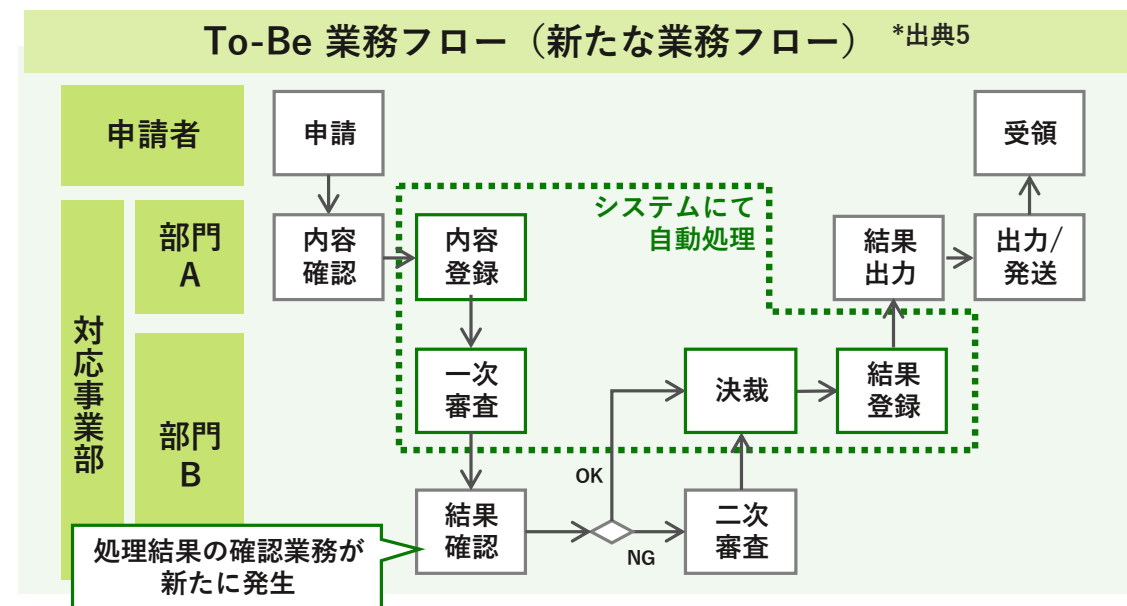 To-Be 業務フロー（新たな業務フロー） *出典5
申請者
申請
受領
対応事業部
部門
A
内容
確認
内容
登録
システムにて
自動処理
結果
出力
出力/
発送
部門
B
一次
審査
決裁
結果
登録
OK
NG
結果
確認
二次
審査
処理結果の確認業務が
新たに発生